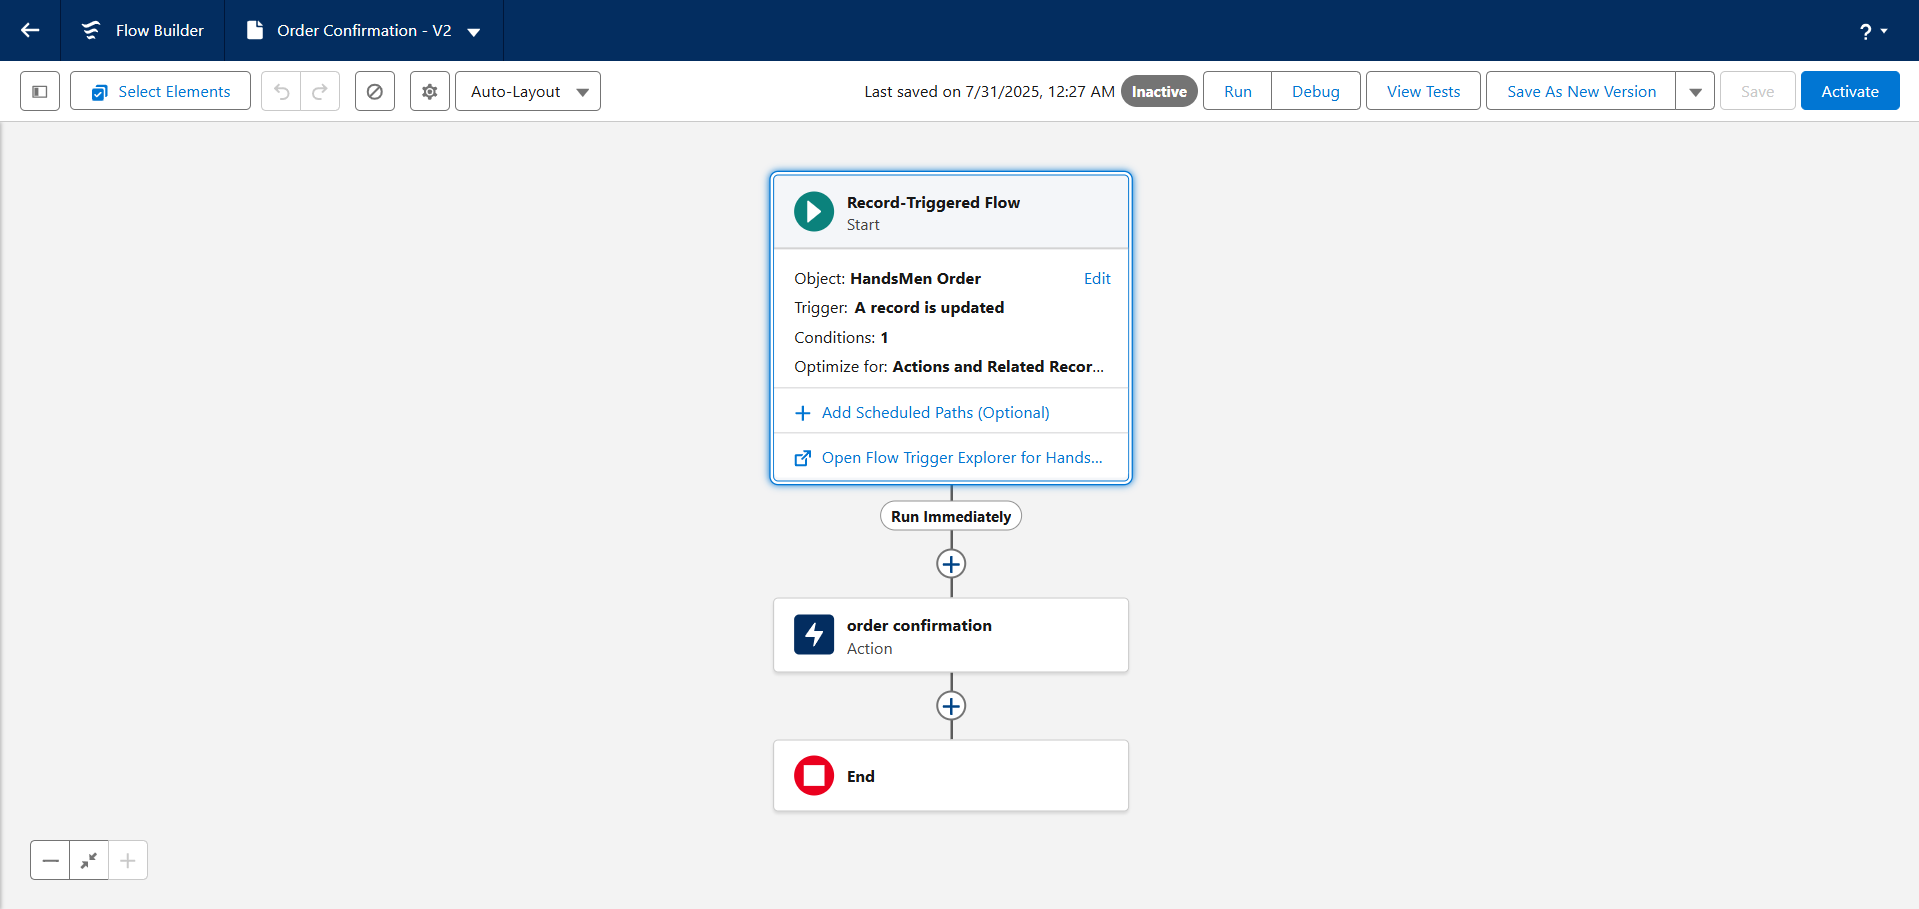 Flow Builder
Order Confirmation - V2
?
Select Elements
Auto-Layout
Last saved on 7/31/2025, 12:27 AM
Inactive
Run
Debug
View Tests
Save As New Version
Save
Activate
Record-Triggered Flow
Start
Object: HandsMen Order
Edit
Trigger: A record is updated
Conditions: 1
Optimize for: Actions and Related Recor...
Add Scheduled Paths (Optional)
Open Flow Trigger Explorer for Hands...
Run Immediately
order confirmation
Action
End